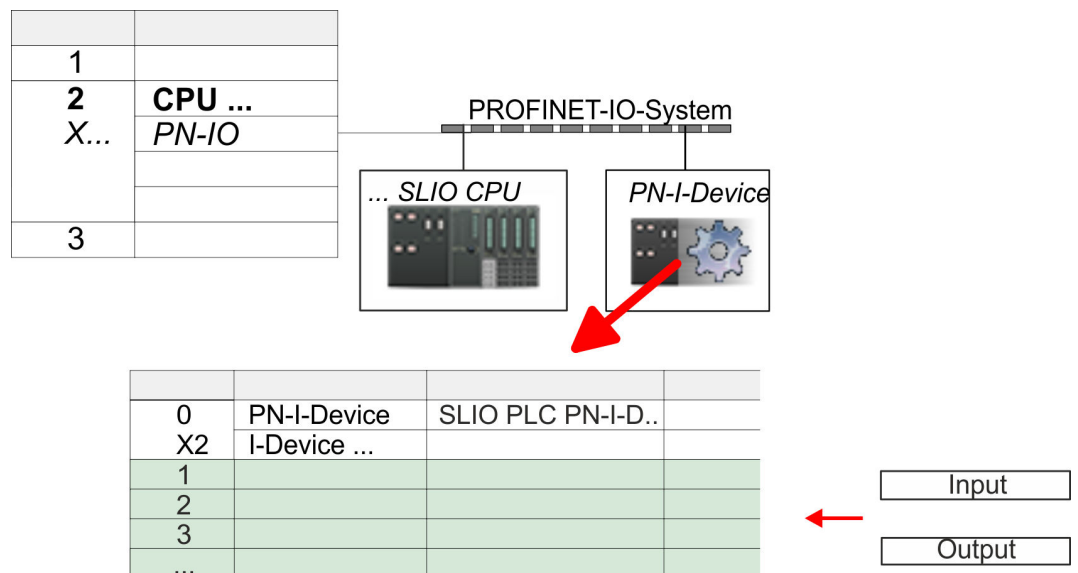 1
2 CPU ...
X... PN-IO
3
PROFINET-IO-System
... SLIO CPU
PN-I-Device
0 PN-I-Device SLIO PLC PN-I-D..
X2 I-Device ...
1
2
3
...
Input
Output